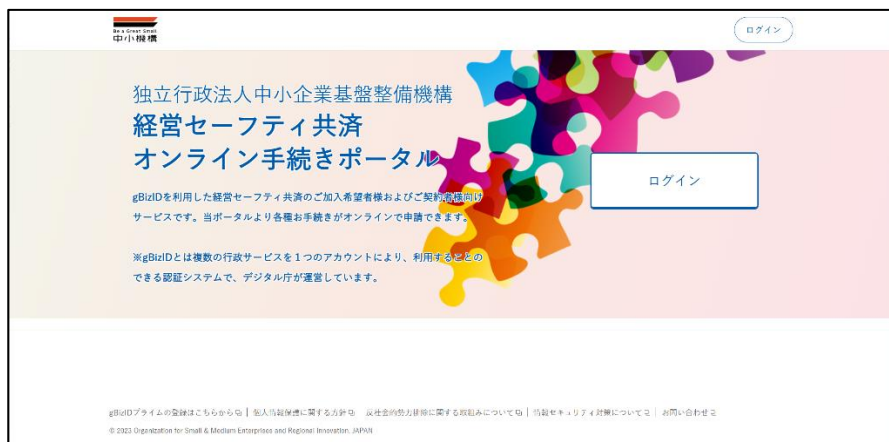 Be a Great Small
中小機構
ログイン
独立行政法人中小企業基盤整備機構
経営セーフティ共済
オンライン手続きポータル
gBizIDを利用した経営セーフティ共済のご加入希望者様およびご契約者様向け
サービスです。当ポータルより各種お手続きがオンラインで申請できます。
※gBizIDとは複数の行政サービスを1つのアカウントにより、利用することの
できる認証システムで、デジタル庁が運営しています。
ログイン
gBizIDプライムの登録はこちらから | 個人情報保護に関する方針 反社会的勢力排除に関する取組みについて | 情報セキュリティ対策について | お問い合わせ
© 2023 Organization for Small & Medium Enterprises and Regional Innovation, JAPAN